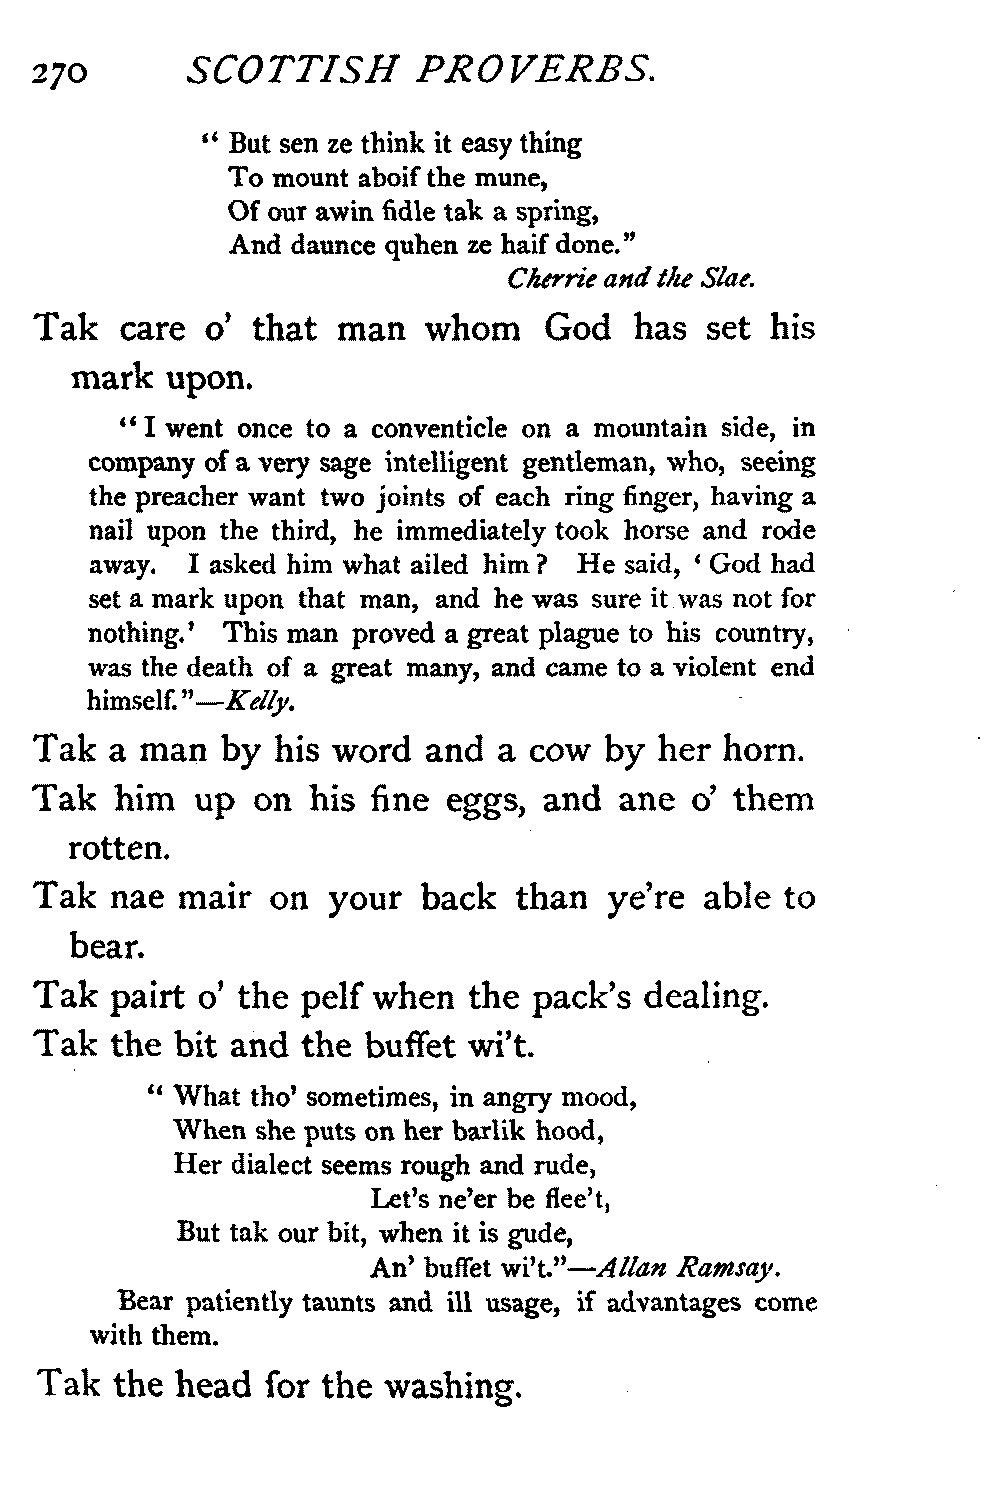 270 SCOTTISH PROVERBS.
“ But sen ze think it easy thing
To mount aboif the mune,
Of our awin fidle tak a spring,
And daunce quhen ze haif done.”
Cherrie and the Slae.
Tak care o’ that man whom God has set his
mark upon.
“ I went once to a conventicle on a mountain side, in
company of a very sage intelligent gentleman, who, seeing
the preacher want two joints of each ring finger, having a
nail upon the third, he immediately took horse and rode
away. I asked him what ailed him ? He said, ‘ God had
set a mark upon that man, and he was sure it was not for
nothing.’ This man proved a great plague to his country,
was the death of a great many, and came to a violent end
himself.”—Kelly.
Tak a man by his word and a cow by her horn.
Tak him up on his fine eggs, and ane o’ them
rotten.
Tak nae mair on your back than ye’re able to
bear.
Tak pairt o’ the pelf when the pack’s dealing.
Tak the bit and the buffet wi’t.
“ What tho’ sometimes, in angry mood,
When she puts on her barlik hood,
Her dialect seems rough and rude,
Let’s ne’er be flee’t,
But tak our bit, when it is gude,
An’ buffet wi’t.”—Allan Ramsay.
Bear patiently taunts and ill usage, if advantages come
with them.
Tak the head for the washing.